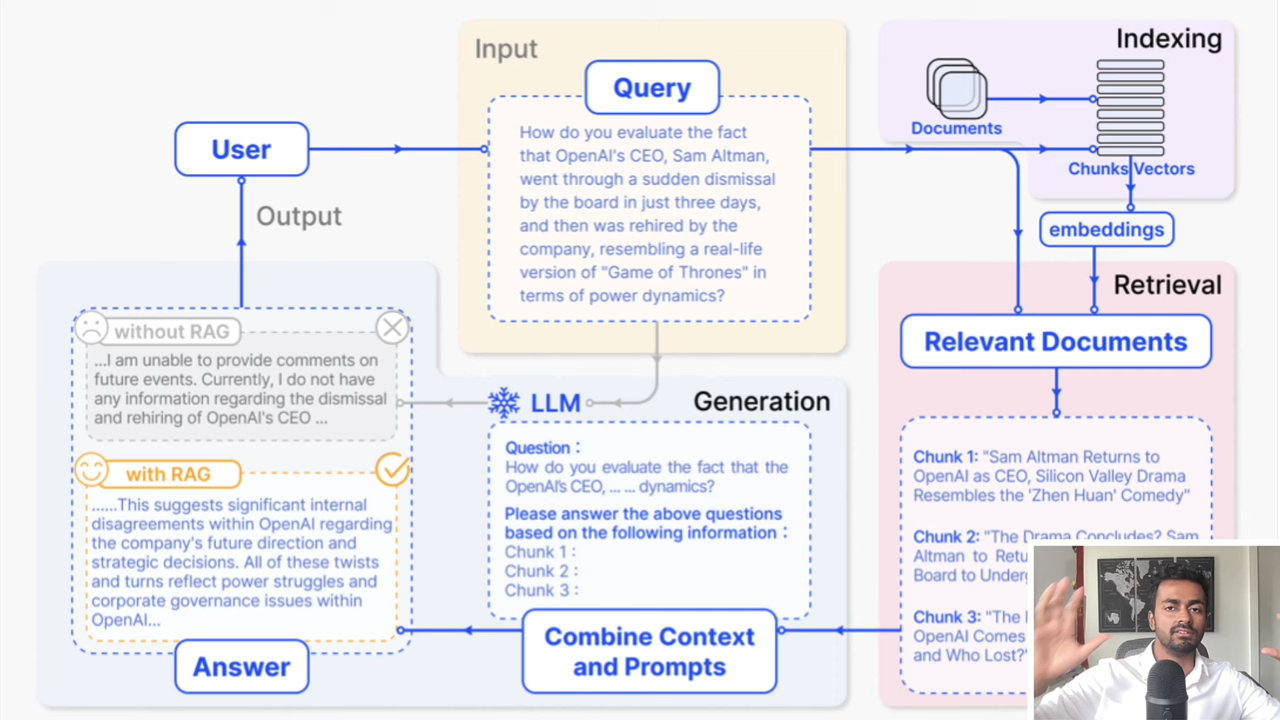 Input
Query
How do you evaluate the fact
that OpenAI's CEO, Sam Altman,
went through a sudden dismissal
by the board in just three days,
and then was rehired by the
company, resembling a real-life
version of "Game of Thrones" in
terms of power dynamics?
Indexing
Documents
Chunks Vectors
embeddings
User
Output
Retrieval
Relevant Documents
Chunk 1: "Sam Altman Returns to
OpenAI as CEO, Silicon Valley Drama
Resembles the 'Zhen Huan' Comedy"
Chunk 2: "The Drama Concludes? Sam
Altman to
Board to
Chunk 3: "The
OpenAI Comes
and Who Lost?"
LLM
Generation
Question :
How do you evaluate the fact that the
OpenAI's CEO, ... ... dynamics?
Please answer the above questions
based on the following information :
Chunk 1 :
Chunk 2 :
Chunk 3 :
Combine Context
and Prompts
without RAG
...I am unable to provide comments on
future events. Currently, I do not have
any information regarding the dismissal
and rehiring of OpenAI's CEO ...
with RAG
......This suggests significant internal
disagreements within OpenAI regarding
the company's future direction and
strategic decisions. All of these twists
and turns reflect power struggles and
corporate governance issues within
OpenAI...
Answer